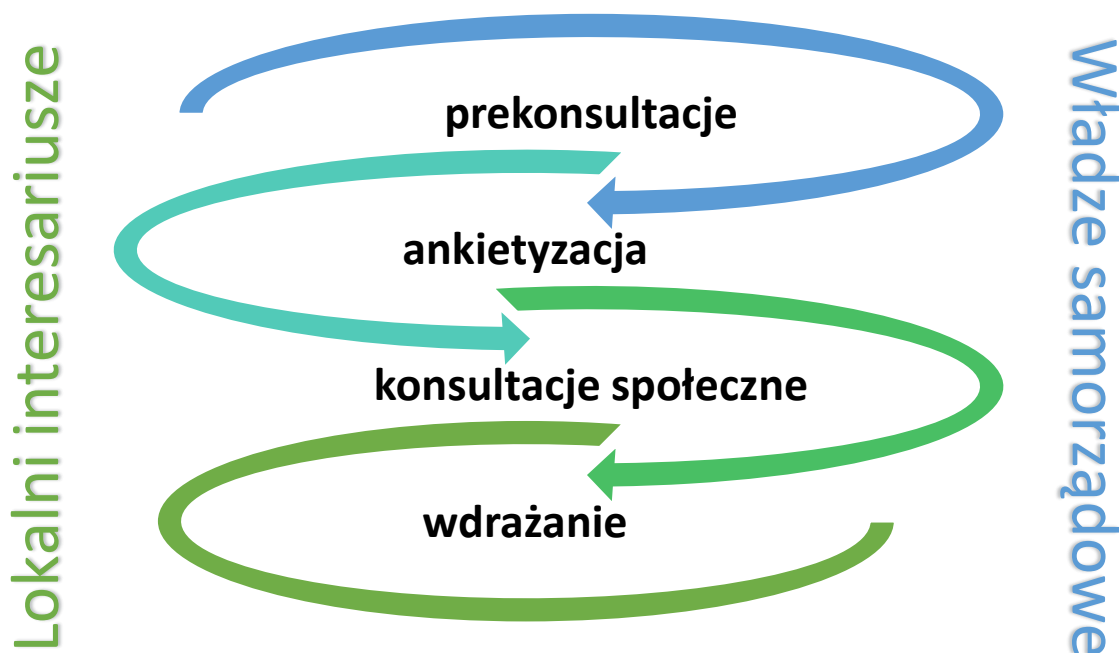 Lokalni interesariusze
prekonsultacje
ankietyzacja
konsultacje społeczne
wdrażanie
Władze samorządowe